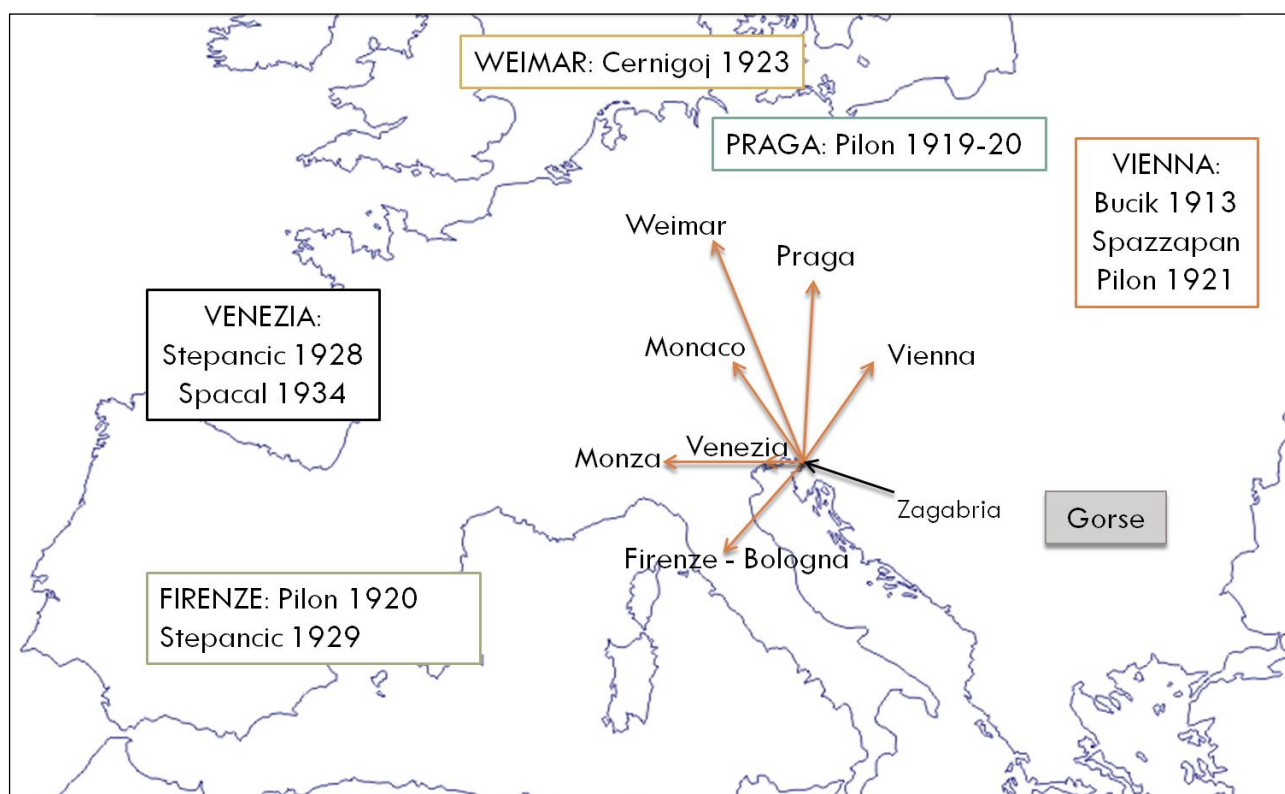 WEIMAR: Cernigoj 1923
PRAGA: Pilon 1919-20
VIENNA:
Bucik 1913
Spazzapan
Pilon 1921
Weimar
Praga
VENEZIA:
Stepancic 1928
Spacal 1934
Monaco
Vienna
Monza
Venezia
Zagabria
Gorse
Firenze - Bologna
FIRENZE: Pilon 1920
Stepancic 1929